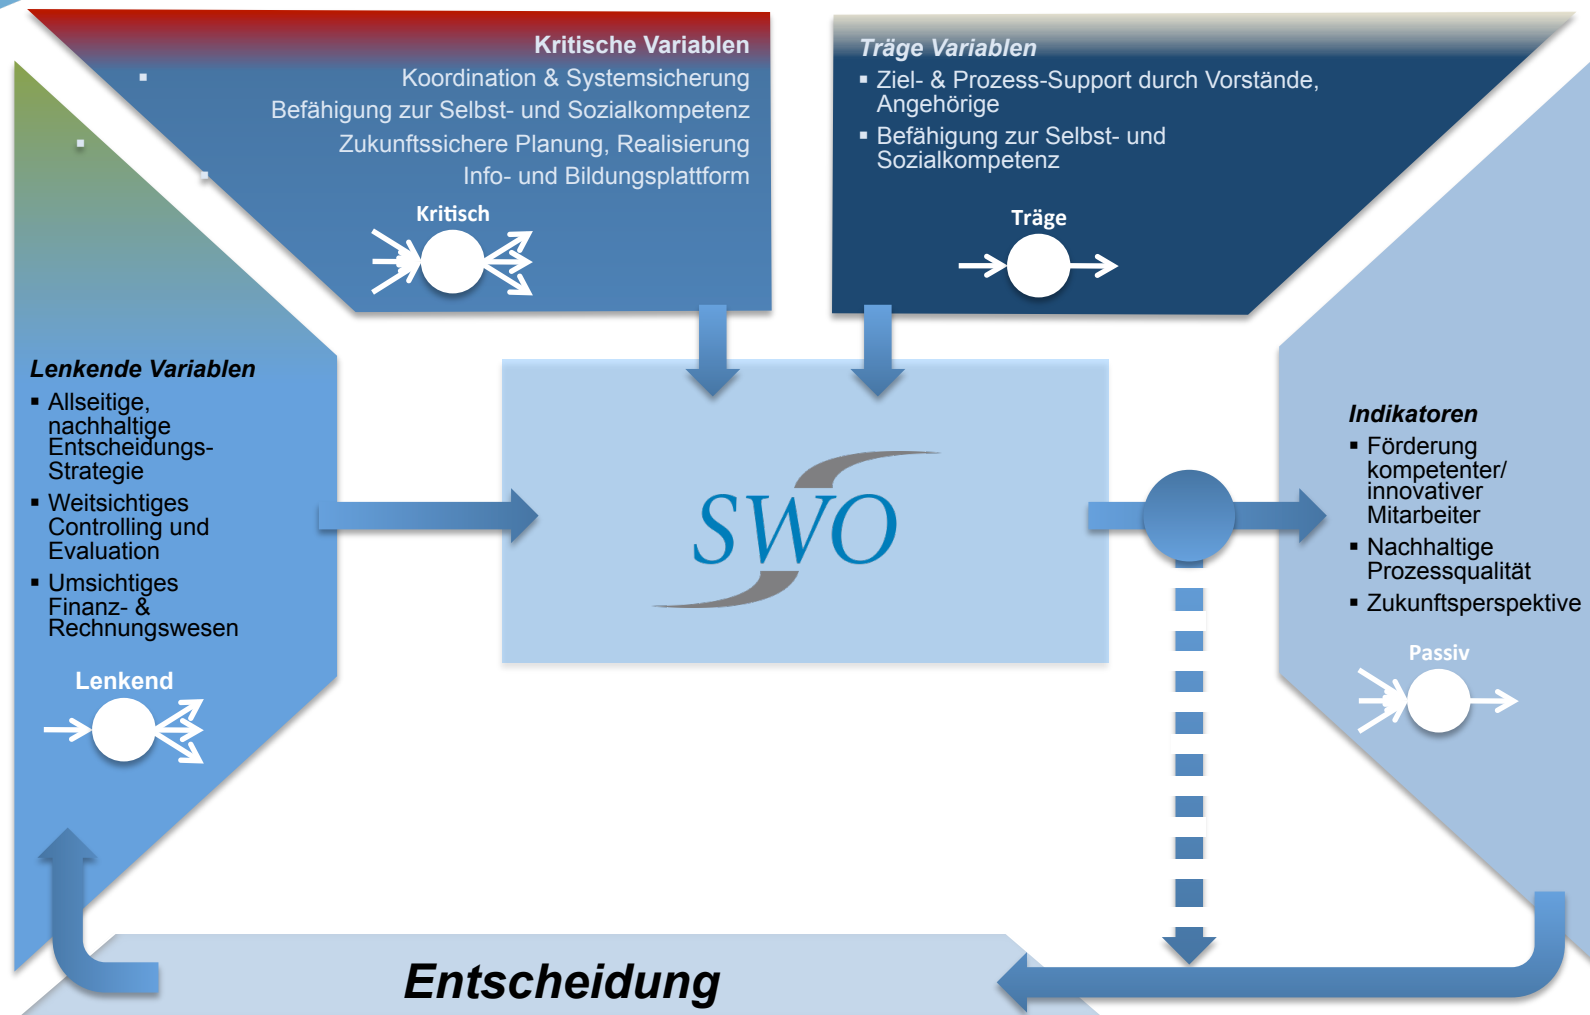 Kritische Variablen
Koordination & Systemsicherung
Befähigung zur Selbst- und Sozialkompetenz
Zukunftssichere Planung, Realisierung
Info- und Bildungsplattform
Kritisch
Träge Variablen
▪ Ziel- & Prozess-Support durch Vorstände,
Angehörige
▪ Befähigung zur Selbst- und
Sozialkompetenz
Träge
Lenkende Variablen
▪ Allseitige,
nachhaltige
Entscheidungs-
Strategie
▪ Weitsichtiges
Controlling und
Evaluation
▪ Umsichtiges
Finanz- &
Rechnungswesen
Lenkend
SWO
Indikatoren
▪ Förderung
kompetenter/
innovativer
Mitarbeiter
▪ Nachhaltige
Prozessqualität
▪ Zukunftsperspektive
Passiv
Entscheidung